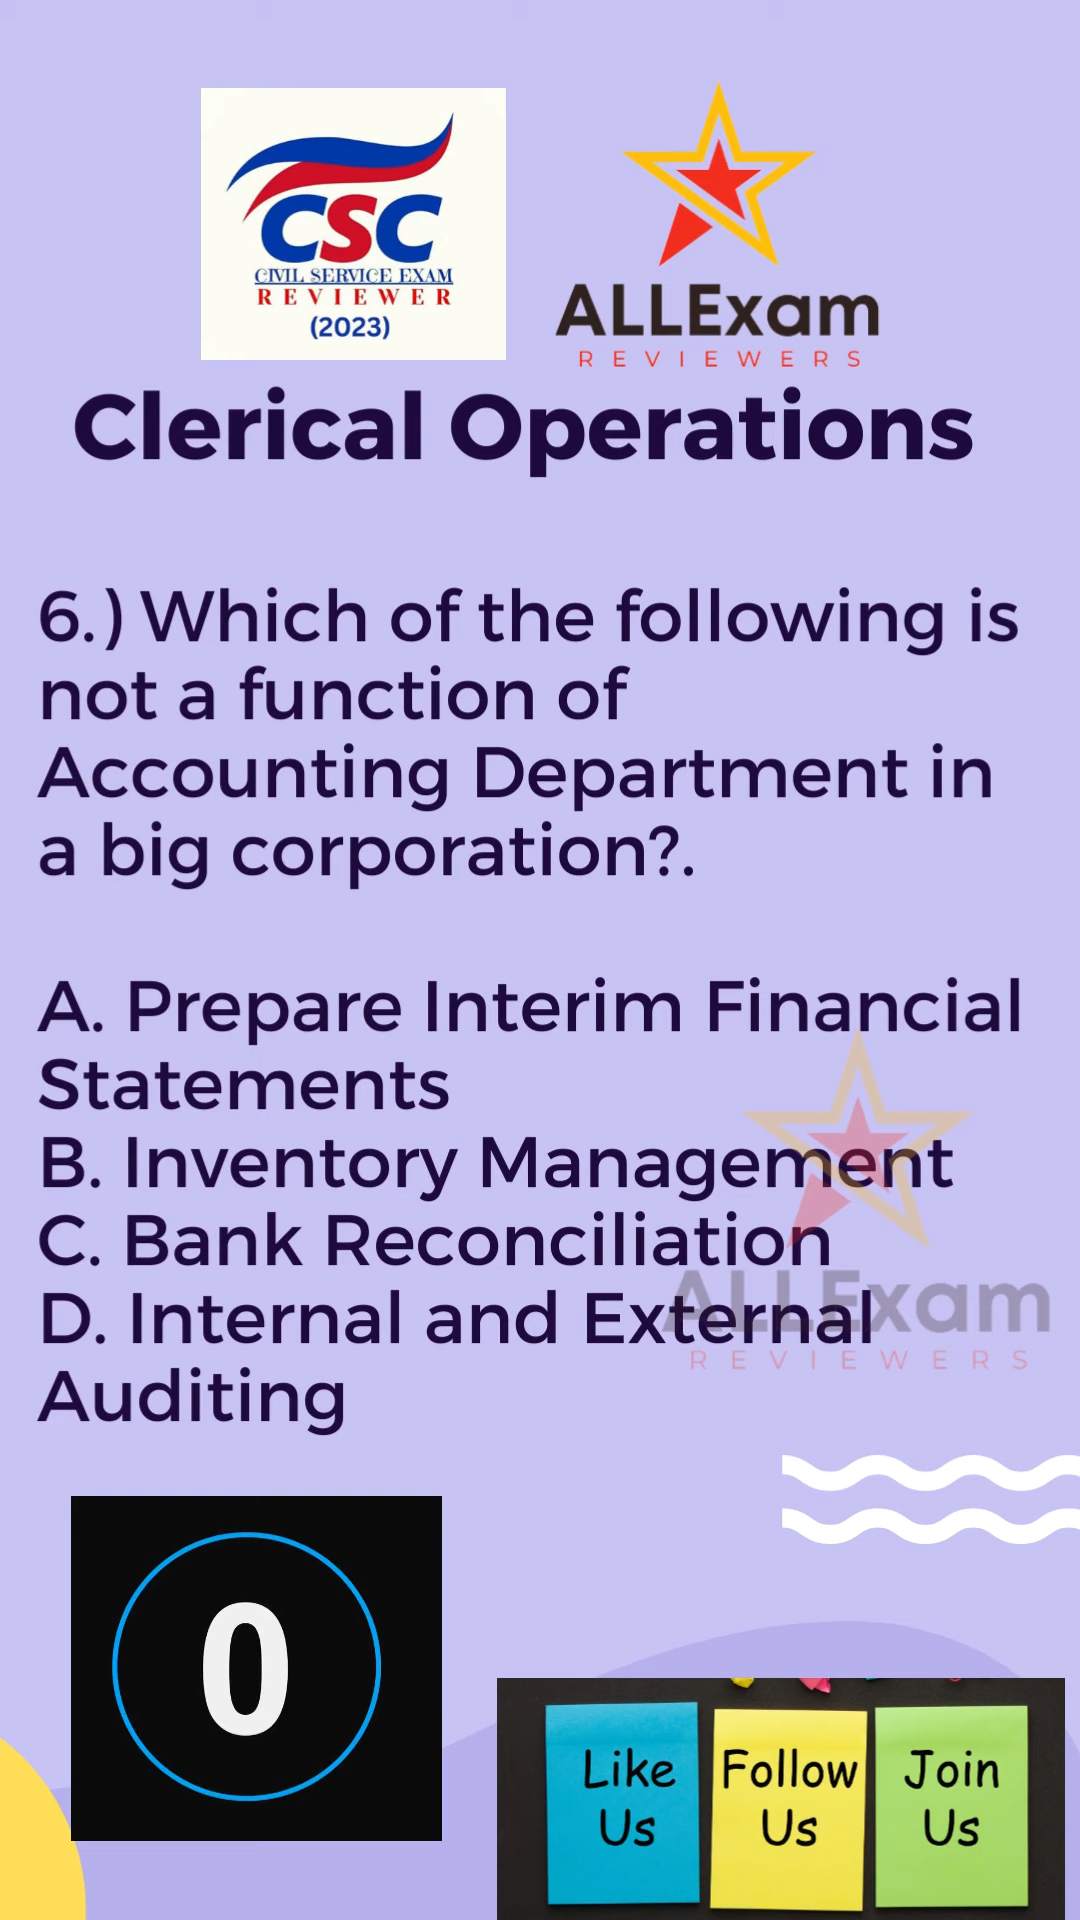 CSC
CIVIL SERVICE EXAM
REVIEWER
(2023)
ALLExam
REVIEWERS
Clerical Operations
6.) Which of the following is
not a function of
Accounting Department in
a big corporation?.
A. Prepare Interim Financial
Statements
B. Inventory Management
C. Bank Reconciliation
D. Internal and External
Auditing
ALLExam
REVIEWERS
0
Like
Us
Follow
Us
Join
Us